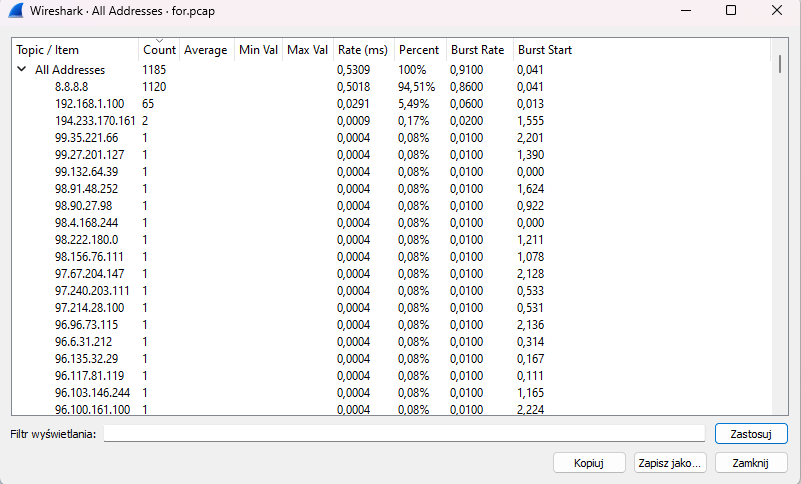 Wireshark · All Addresses · for.pcap
Topic / Item Count Average Min Val Max Val Rate (ms) Percent Burst Rate Burst Start
All Addresses 1185 0,5309 100% 0,9100 0,041
8.8.8.8 1120 0,5018 94,51% 0,8600 0,041
192.168.1.100 65 0,0291 5,49% 0,0600 0,013
194.233.170.161 2 0,0009 0,17% 0,0200 1,555
99.35.221.66 1 0,0004 0,08% 0,0100 2,201
99.27.201.127 1 0,0004 0,08% 0,0100 1,390
99.132.64.39 1 0,0004 0,08% 0,0100 0,000
98.91.48.252 1 0,0004 0,08% 0,0100 1,624
98.90.27.98 1 0,0004 0,08% 0,0100 0,922
98.4.168.244 1 0,0004 0,08% 0,0100 0,000
98.222.180.0 1 0,0004 0,08% 0,0100 1,211
98.156.76.111 1 0,0004 0,08% 0,0100 1,078
97.67.204.147 1 0,0004 0,08% 0,0100 2,128
97.240.203.111 1 0,0004 0,08% 0,0100 0,533
97.214.28.100 1 0,0004 0,08% 0,0100 0,531
96.96.73.115 1 0,0004 0,08% 0,0100 2,136
96.6.31.212 1 0,0004 0,08% 0,0100 0,314
96.135.32.29 1 0,0004 0,08% 0,0100 0,167
96.117.81.119 1 0,0004 0,08% 0,0100 0,111
96.103.146.244 1 0,0004 0,08% 0,0100 1,165
96.100.161.100 1 0,0004 0,08% 0,0100 2,224
Filtr wyświetlania: Zastosuj
Kopiuj Zapisz jako... Zamknij